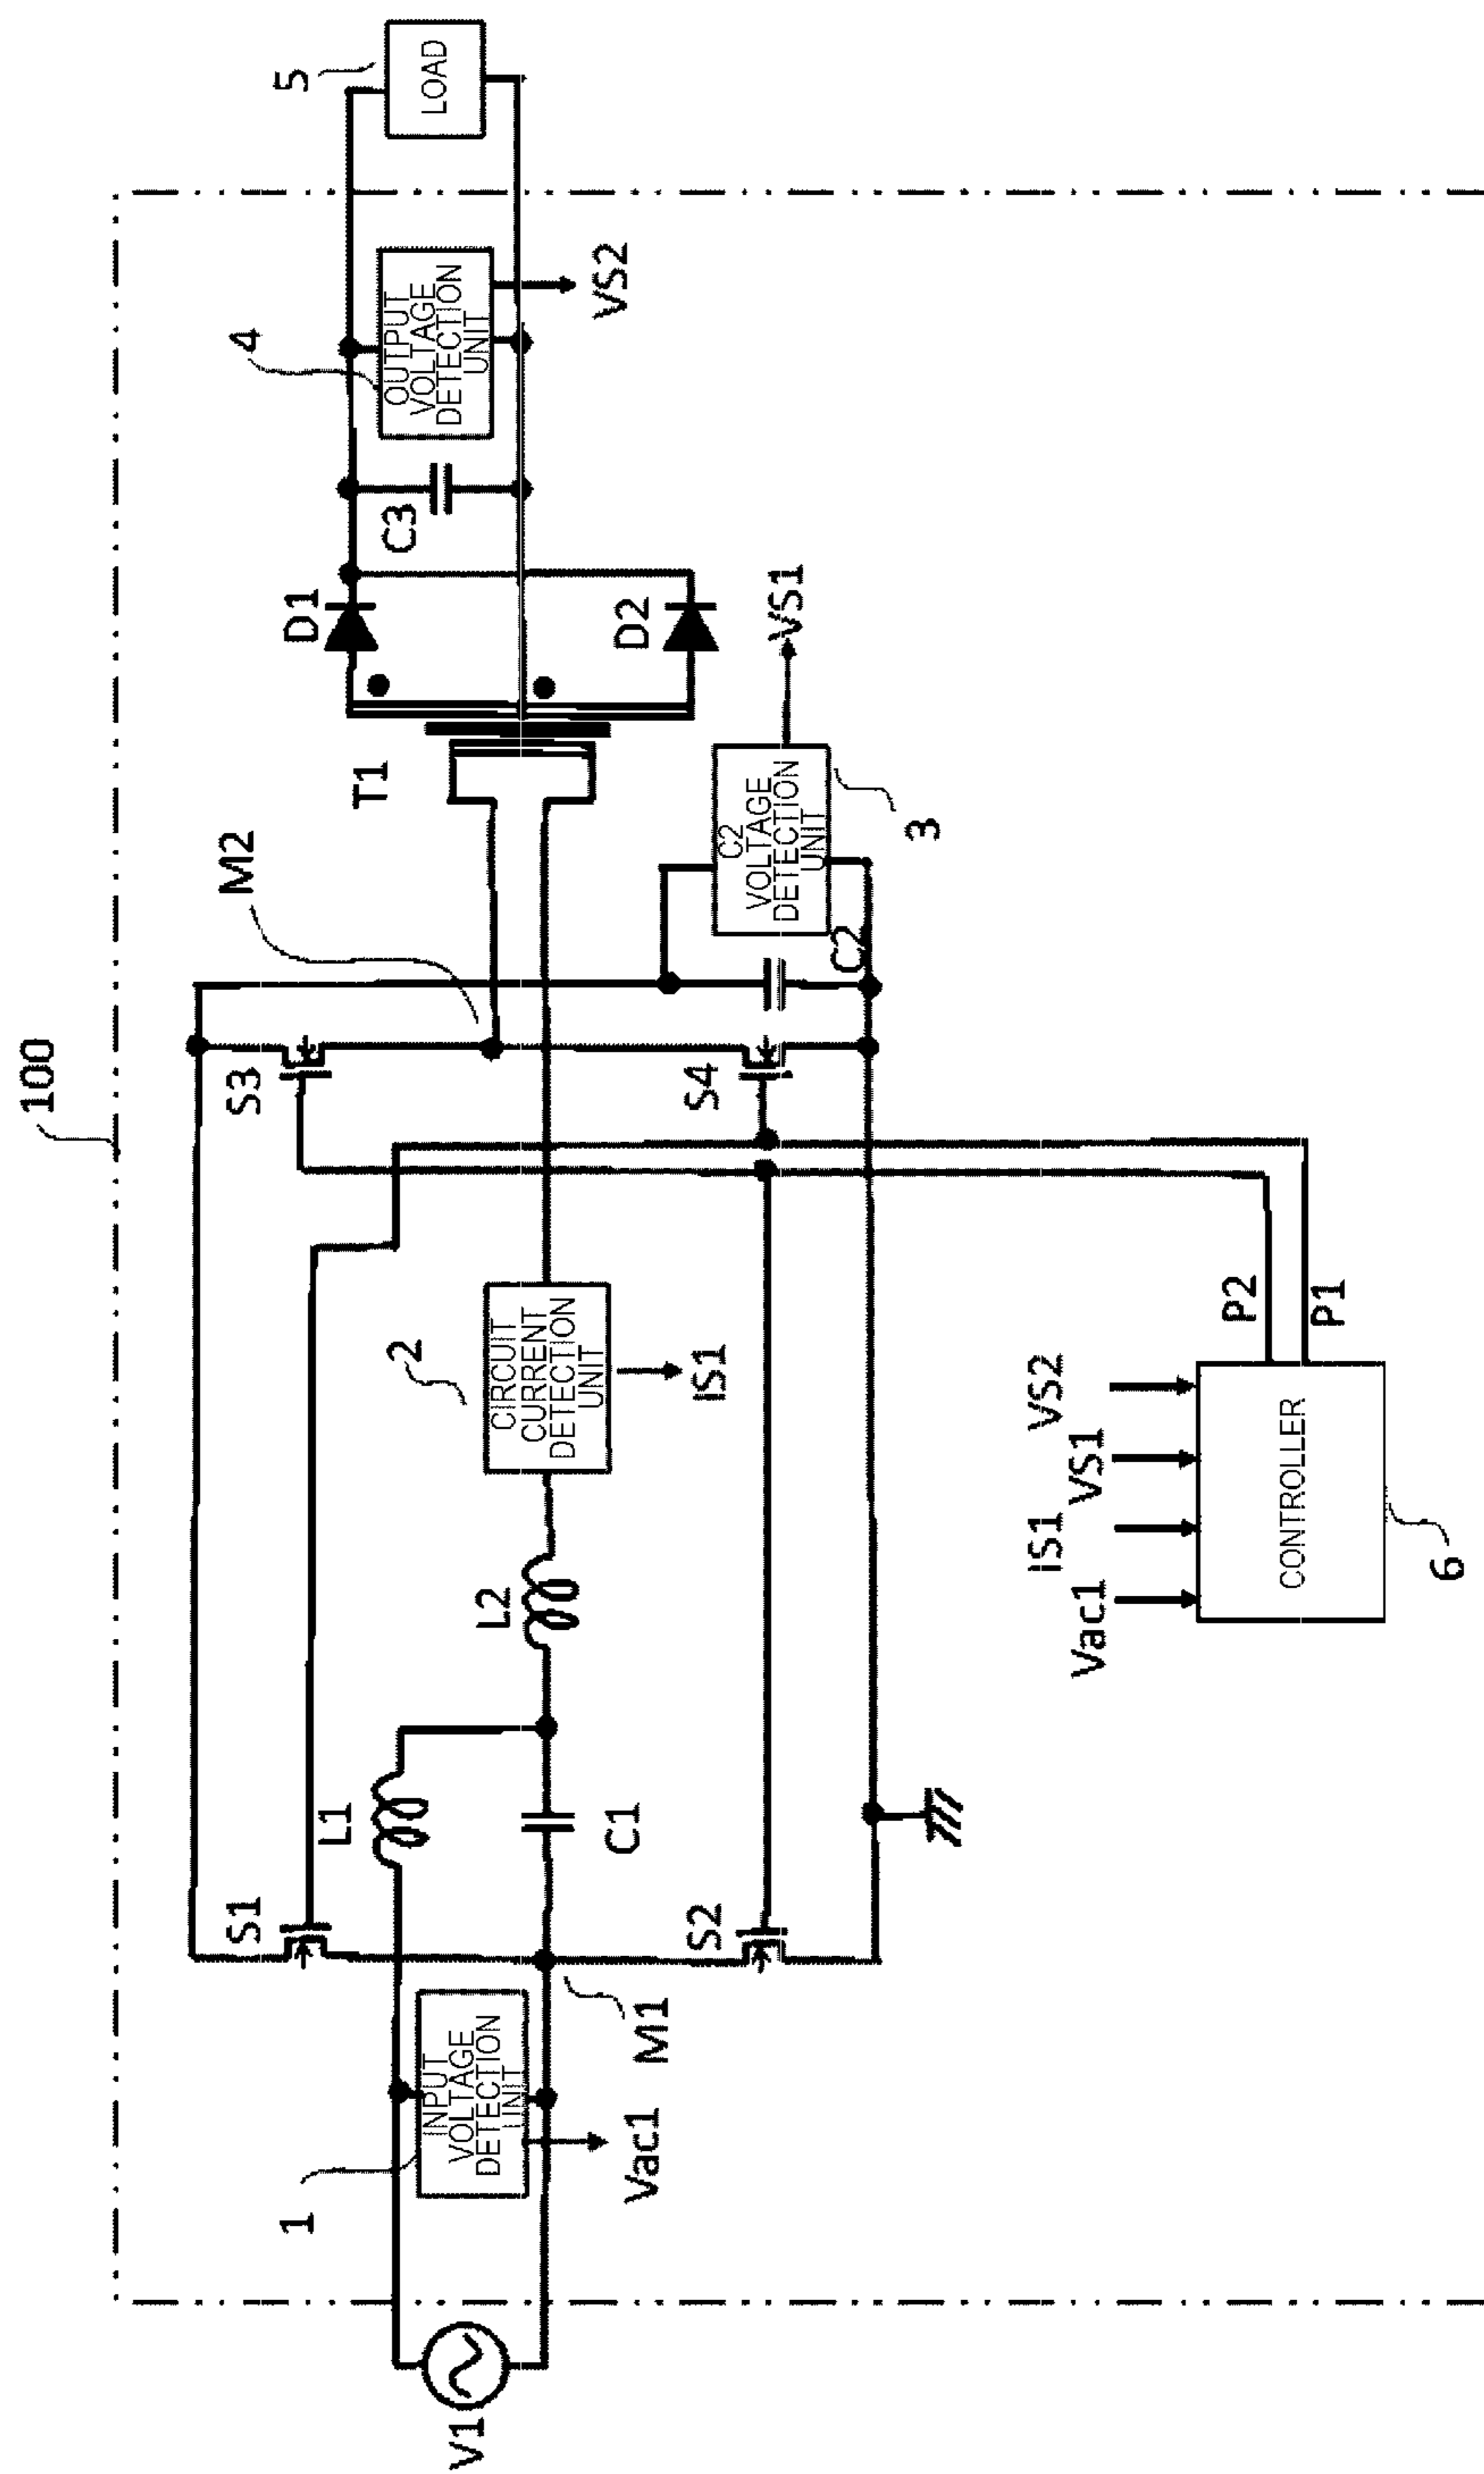 100
V1
1
INPUT
VOLTAGE
DETECTION
UNIT
Vac1
M1
S1
S2
L1
C1
L2
2
CIRCUIT
CURRENT
DETECTION
UNIT
IS1
S3
S4
M2
C2
T1
C2
VOLTAGE
DETECTION
UNIT
3
VS1
D1
D2
C3
4
OUTPUT
VOLTAGE
DETECTION
UNIT
VS2
5
LOAD
Vac1
IS1
VS1
VS2
CONTROLLER
6
P2
P1